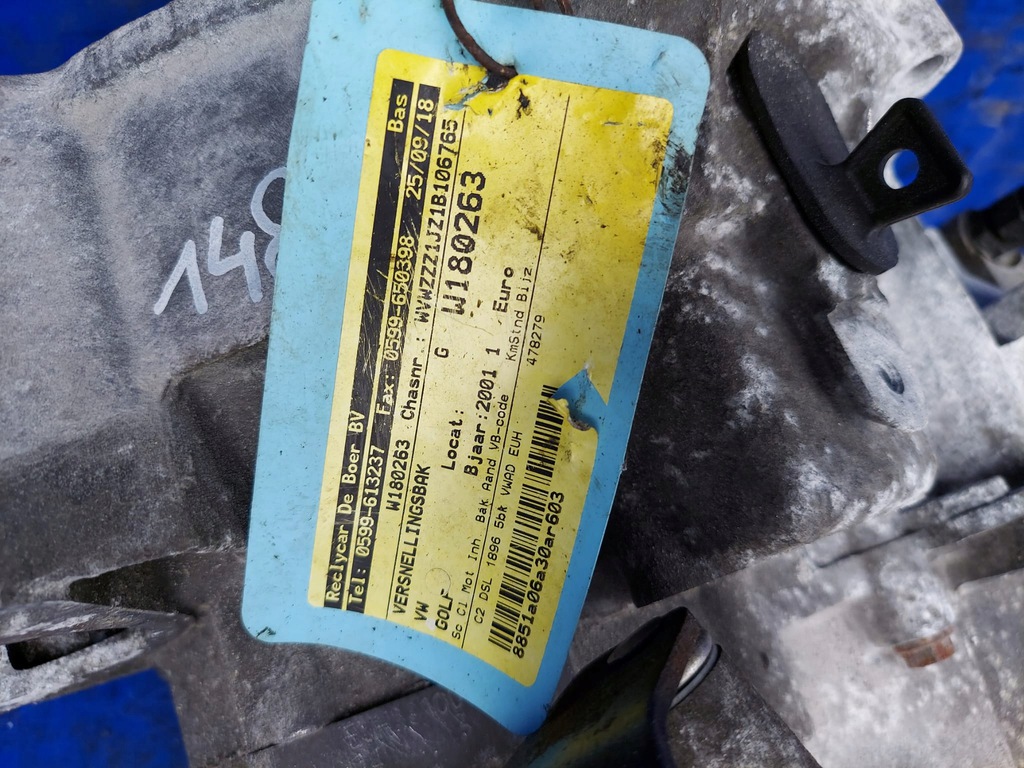 Reclycar De Boer BV Bas
Tel: 0599-613237 Fax: 0599-650398 25/09/18
W180263 Chasnr.: WVWZZZ1JZ1B106765
VERSNELLINGSBAK
VW G W180263
GOLF Locat:
Bjaar:2001 1 Euro
Sc Cl Mot Inh Bak Aand VB-code KmStnd Bijz
C2 DSL 1896 5bk VWAD EUH 478279
8851a06a30ar603
148